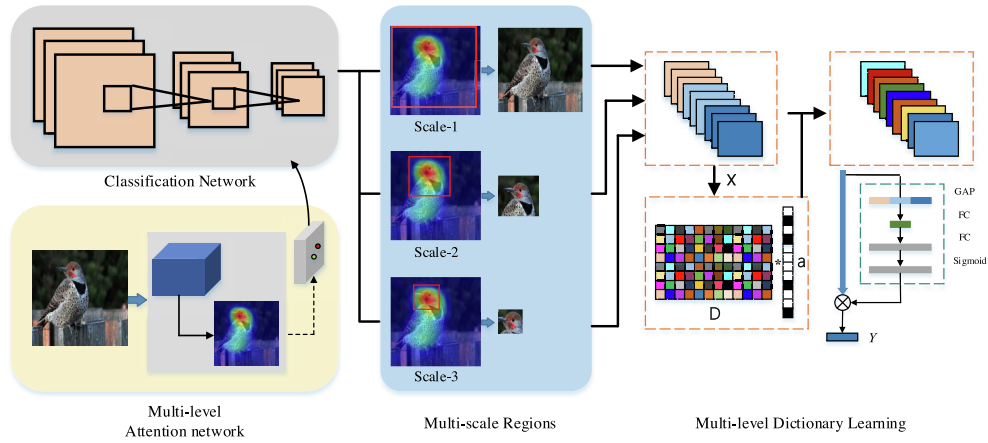 Classification Network
Multi-level
Attention network
Scale-1
Scale-2
Scale-3
Multi-scale Regions
X
D
*
a
GAP
FC
FC
Sigmoid
Y
Multi-level Dictionary Learning